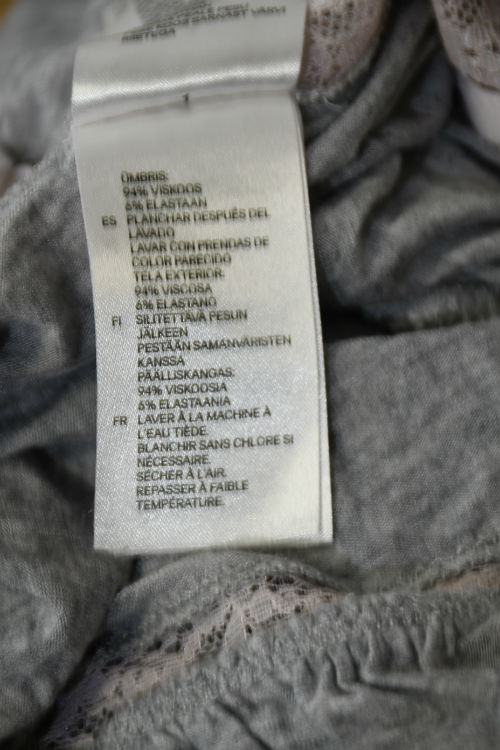 RIIETUGA
ÜMBRIS:
94% VISKOOS
6% ELASTAAN
ES PLANCHAR DESPUÉS DEL
LAVADO
LAVAR CON PRENDAS DE
COLOR PARECIDO
TELA EXTERIOR:
94% VISCOSA
6% ELASTANO
FI SILITETTÄVÄ PESUN
JÄLKEEN
PESTÄÄN SAMANVÄRISTEN
KANSSA
PÄÄLLISKANGAS:
94% VISKOOSIA
6% ELASTAANIA
FR LAVER À LA MACHINE À
L'EAU TIÈDE.
BLANCHIR SANS CHLORE SI
NÉCESSAIRE.
SÉCHER À L'AIR.
REPASSER À FAIBLE
TEMPÉRATURE.